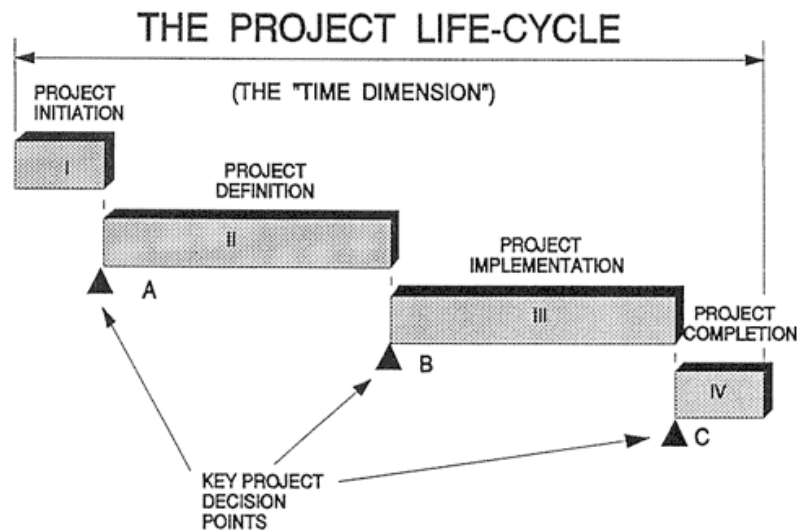 THE PROJECT LIFE-CYCLE
(THE "TIME DIMENSION")
PROJECT
INITIATION
I
PROJECT
DEFINITION
II
A
PROJECT
IMPLEMENTATION
III
B
PROJECT
COMPLETION
IV
C
KEY PROJECT
DECISION
POINTS